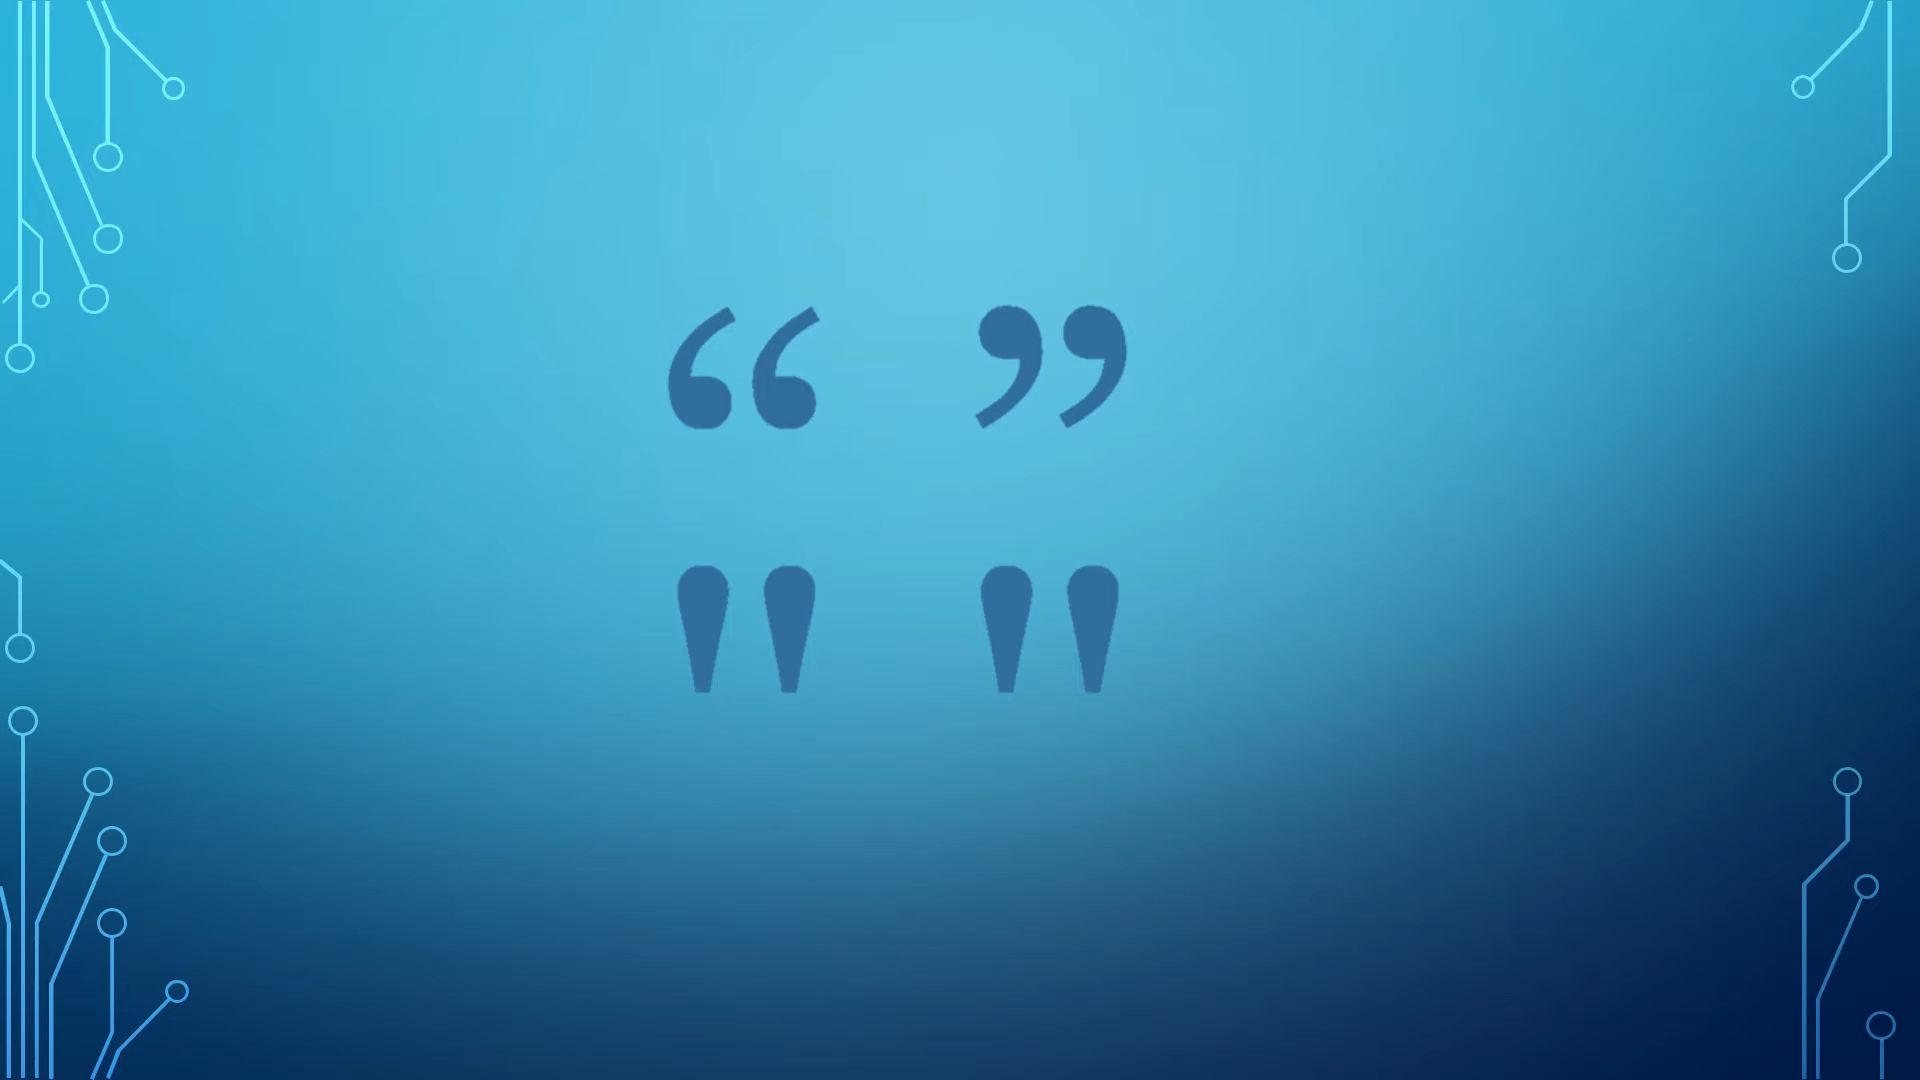 “ ”
" "